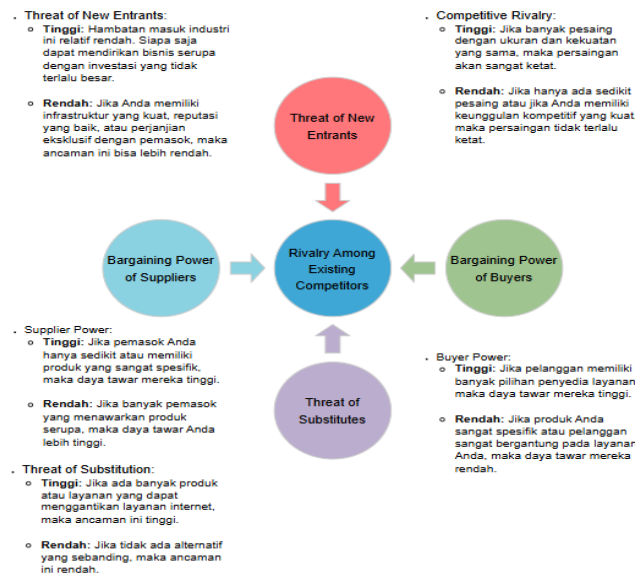 . Threat of New Entrants:
o Tinggi: Hambatan masuk industri
ini relatif rendah. Siapa saja
dapat mendirikan bisnis serupa
dengan investasi yang tidak
terlalu besar.
o Rendah: Jika Anda memiliki
infrastruktur yang kuat, reputasi
yang baik, atau perjanjian
eksklusif dengan pemasok, maka
ancaman ini bisa lebih rendah.
. Competitive Rivalry:
o Tinggi: Jika banyak pesaing
dengan ukuran dan kekuatan
yang sama, maka persaingan
akan sangat ketat.
o Rendah: Jika hanya ada sedikit
pesaing atau jika Anda memiliki
keunggulan kompetitif yang kuat
maka persaingan tidak terlalu
ketat.
Threat of New
Entrants
Bargaining Power
of Suppliers
Rivalry Among
Existing
Competitors
Bargaining Power
of Buyers
Threat of
Substitutes
. Supplier Power:
o Tinggi: Jika pemasok Anda
hanya sedikit atau memiliki
produk yang sangat spesifik,
maka daya tawar mereka tinggi.
o Rendah: Jika banyak pemasok
yang menawarkan produk
serupa, maka daya tawar Anda
lebih tinggi.
. Buyer Power:
o Tinggi: Jika pelanggan memiliki
banyak pilihan penyedia layanan
maka daya tawar mereka tinggi.
o Rendah: Jika produk Anda
sangat spesifik atau pelanggan
sangat bergantung pada layanan
Anda, maka daya tawar mereka
rendah.
. Threat of Substitution:
o Tinggi: Jika ada banyak produk
atau layanan yang dapat
menggantikan layanan internet,
maka ancaman ini tinggi.
o Rendah: Jika tidak ada alternatif
yang sebanding, maka ancaman
ini rendah.